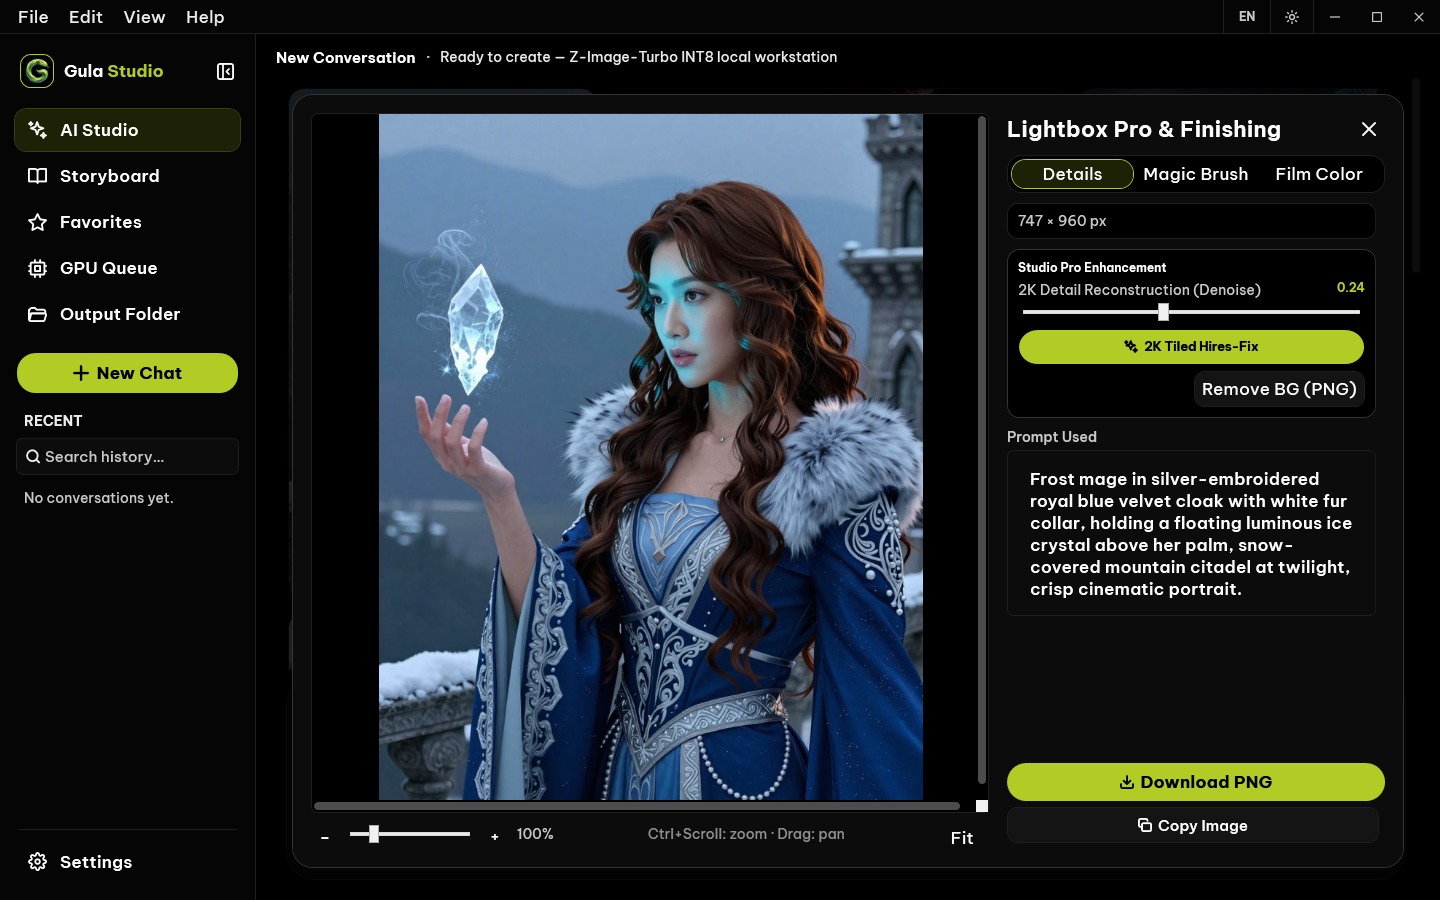 File Edit View Help
EN
New Conversation · Ready to create — Z-Image-Turbo INT8 local workstation
Gula Studio
AI Studio
Storyboard
Favorites
GPU Queue
Output Folder
+ New Chat
RECENT
Search history...
No conversations yet.
Settings
- + 100%
Ctrl+Scroll: zoom · Drag: pan
Fit
Lightbox Pro & Finishing
Details Magic Brush Film Color
747 × 960 px
Studio Pro Enhancement
2K Detail Reconstruction (Denoise) 0.24
2K Tiled Hires-Fix
Remove BG (PNG)
Prompt Used
Frost mage in silver-embroidered
royal blue velvet cloak with white fur
collar, holding a floating luminous ice
crystal above her palm, snow-
covered mountain citadel at twilight,
crisp cinematic portrait.
Download PNG
Copy Image